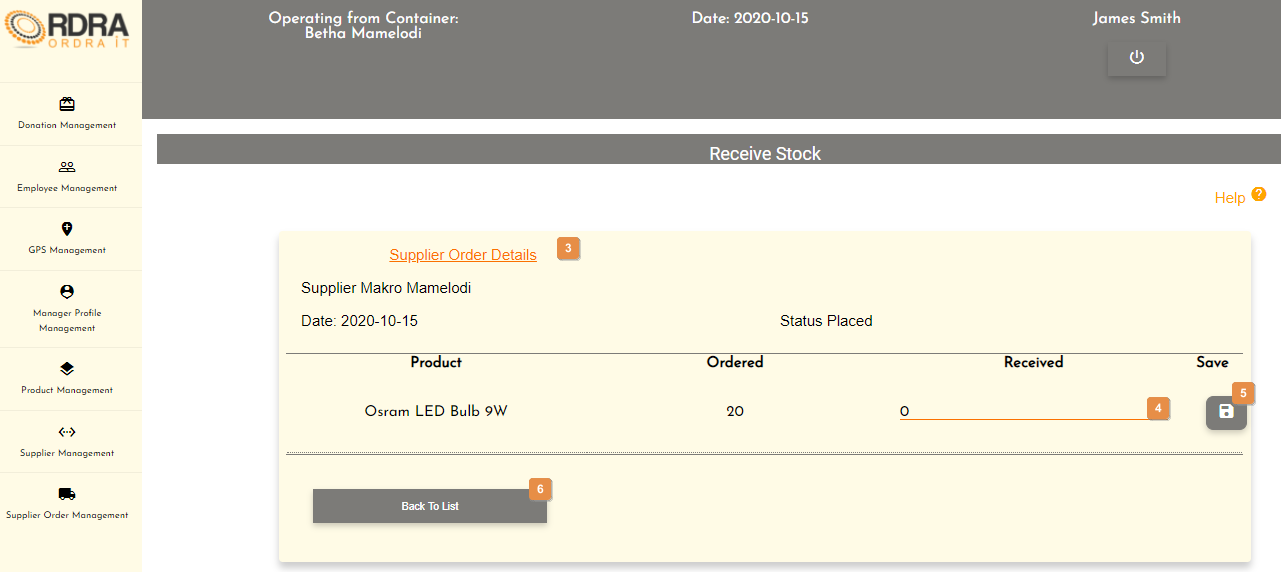 RDRA
ORDRA IT
Operating from Container:
Betha Mamelodi
Date: 2020-10-15
James Smith
Donation Management
Employee Management
GPS Management
Manager Profile
Management
Product Management
Supplier Management
Supplier Order Management
Receive Stock
Help ?
Supplier Order Details 3
Supplier Makro Mamelodi
Date: 2020-10-15 Status Placed
Product Ordered Received Save
Osram LED Bulb 9W 20 0 4 5
Back To List 6